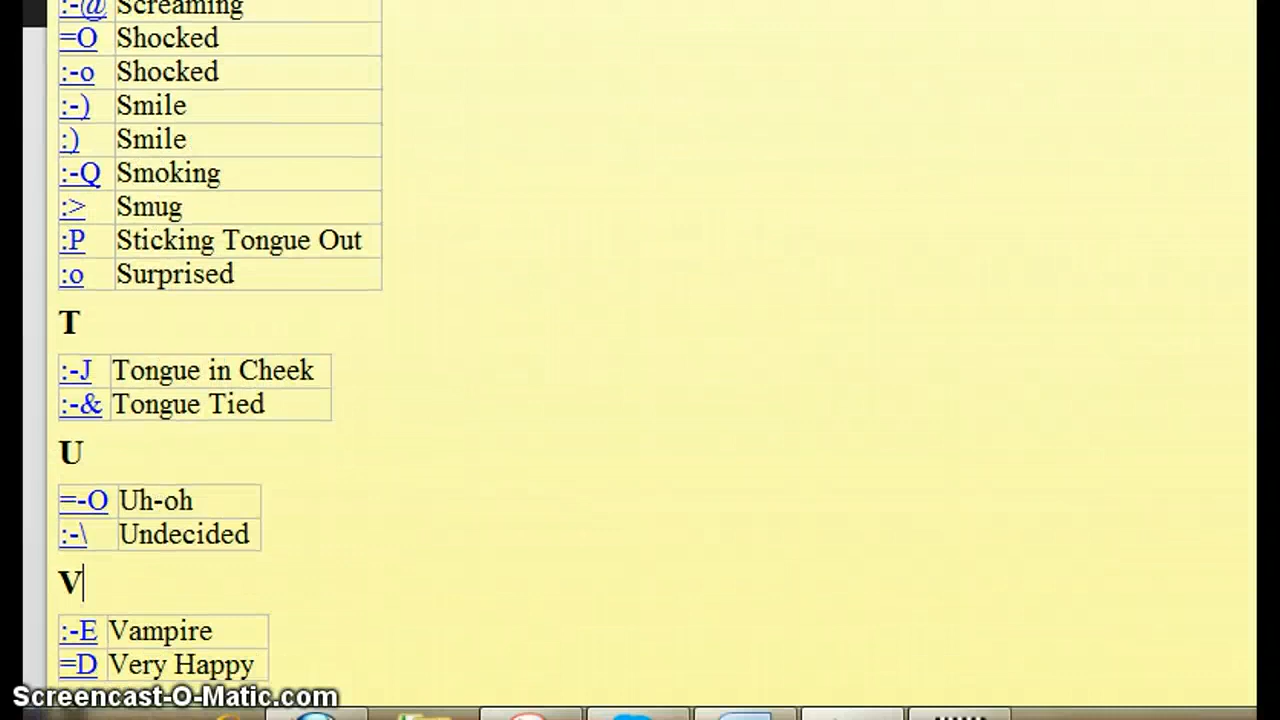 :-@ Screaming
=O Shocked
:-o Shocked
:-) Smile
:) Smile
:-Q Smoking
:> Smug
:P Sticking Tongue Out
:o Surprised
T
:-J Tongue in Cheek
:-& Tongue Tied
U
=-O Uh-oh
:-\ Undecided
V
:-E Vampire
=D Very Happy
Screencast-O-Matic.com